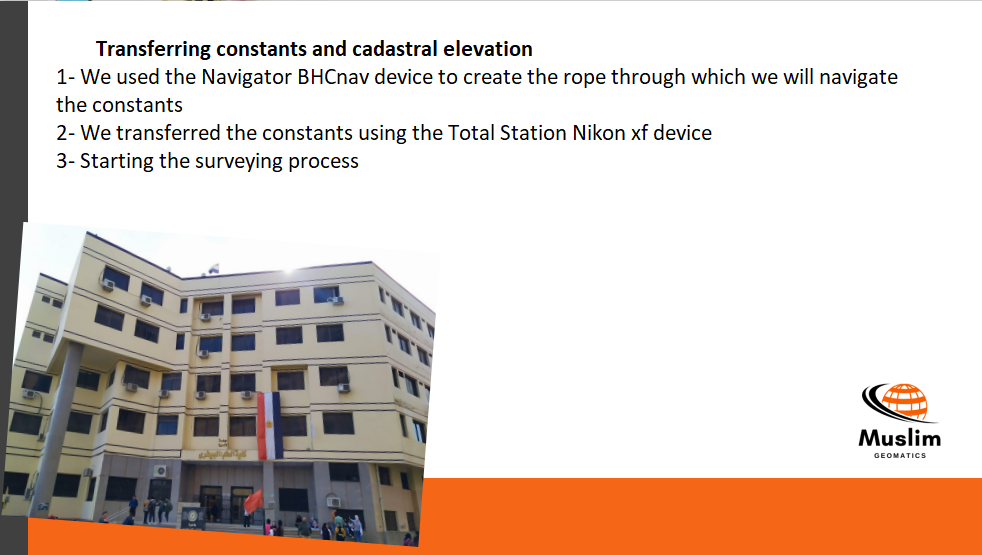 Transferring constants and cadastral elevation
1- We used the Navigator BHCnav device to create the rope through which we will navigate
the constants
2- We transferred the constants using the Total Station Nikon xf device
3- Starting the surveying process
Muslim
GEOMATICS